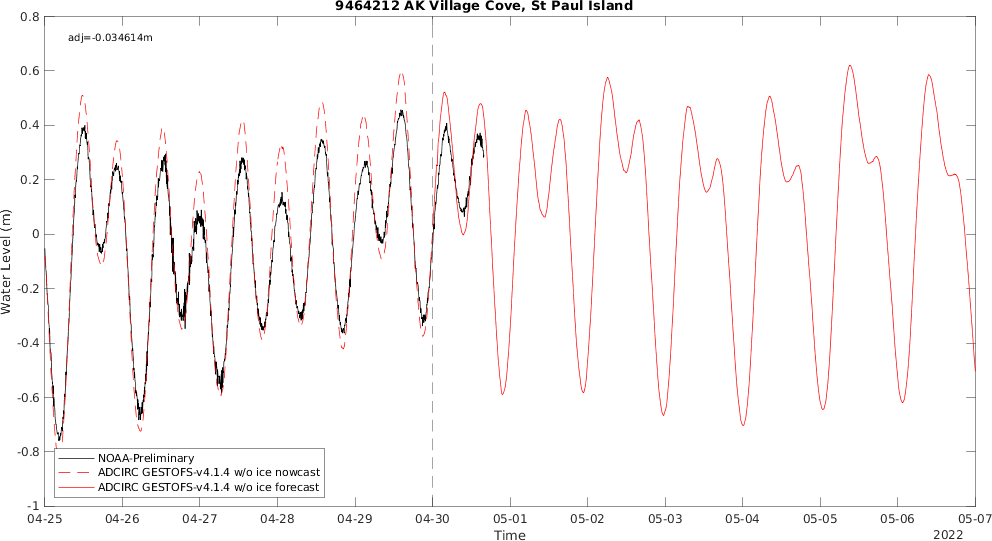 9464212 AK Village Cove, St Paul Island
adj=-0.034614m
Water Level (m)
0.8
0.6
0.4
0.2
0
-0.2
-0.4
-0.6
-0.8
-1
NOAA-Preliminary
ADCIRC GESTOFS-v4.1.4 w/o ice nowcast
ADCIRC GESTOFS-v4.1.4 w/o ice forecast
04-25 04-26 04-27 04-28 04-29 04-30 05-01 05-02 05-03 05-04 05-05 05-06 05-07
Time
2022